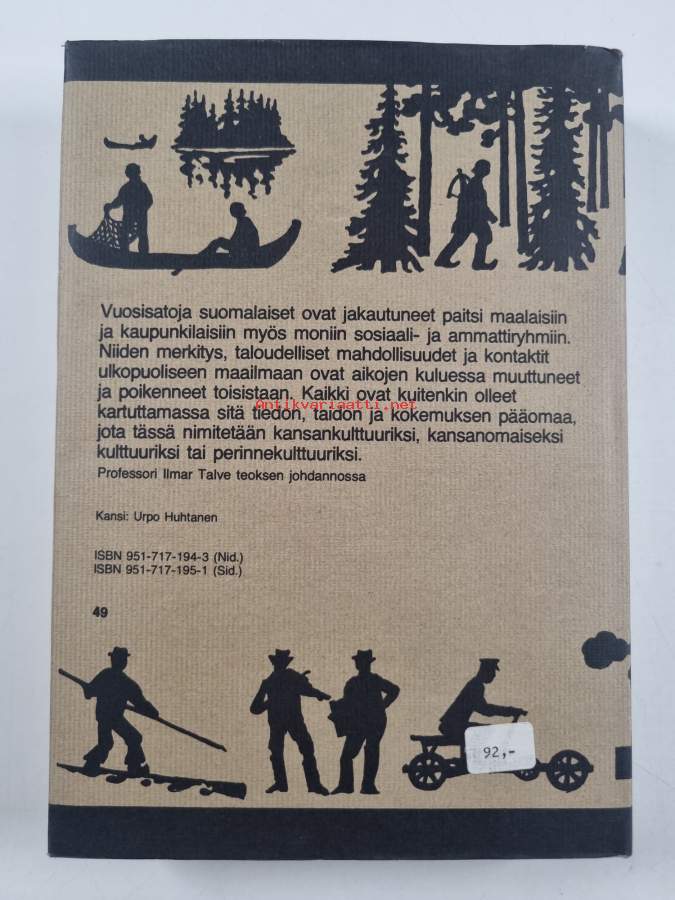 Vuosisatoja suomalaiset ovat jakautuneet paitsi maalaisiin
ja kaupunkilaisiin myös moniin sosiaali- ja ammattiryhmiin.
Niiden merkitys, taloudelliset mahdollisuudet ja kontaktit
ulkopuoliseen maailmaan ovat aikojen kuluessa muuttuneet
ja poikenneet toisistaan. Kaikki ovat kuitenkin olleet
Antikvariaatti.net
kartuttamassa sitä tiedon, taidon ja kokemuksen pääomaa,
jota tässä nimitetään kansankulttuuriksi, kansanomaiseksi
kulttuuriksi tai perinnekulttuuriksi.
Professori Ilmar Talve teoksen johdannossa
Kansi: Urpo Huhtanen
ISBN 951-717-194-3 (Nid.)
ISBN 951-717-195-1 (Sid.)
49
92,-